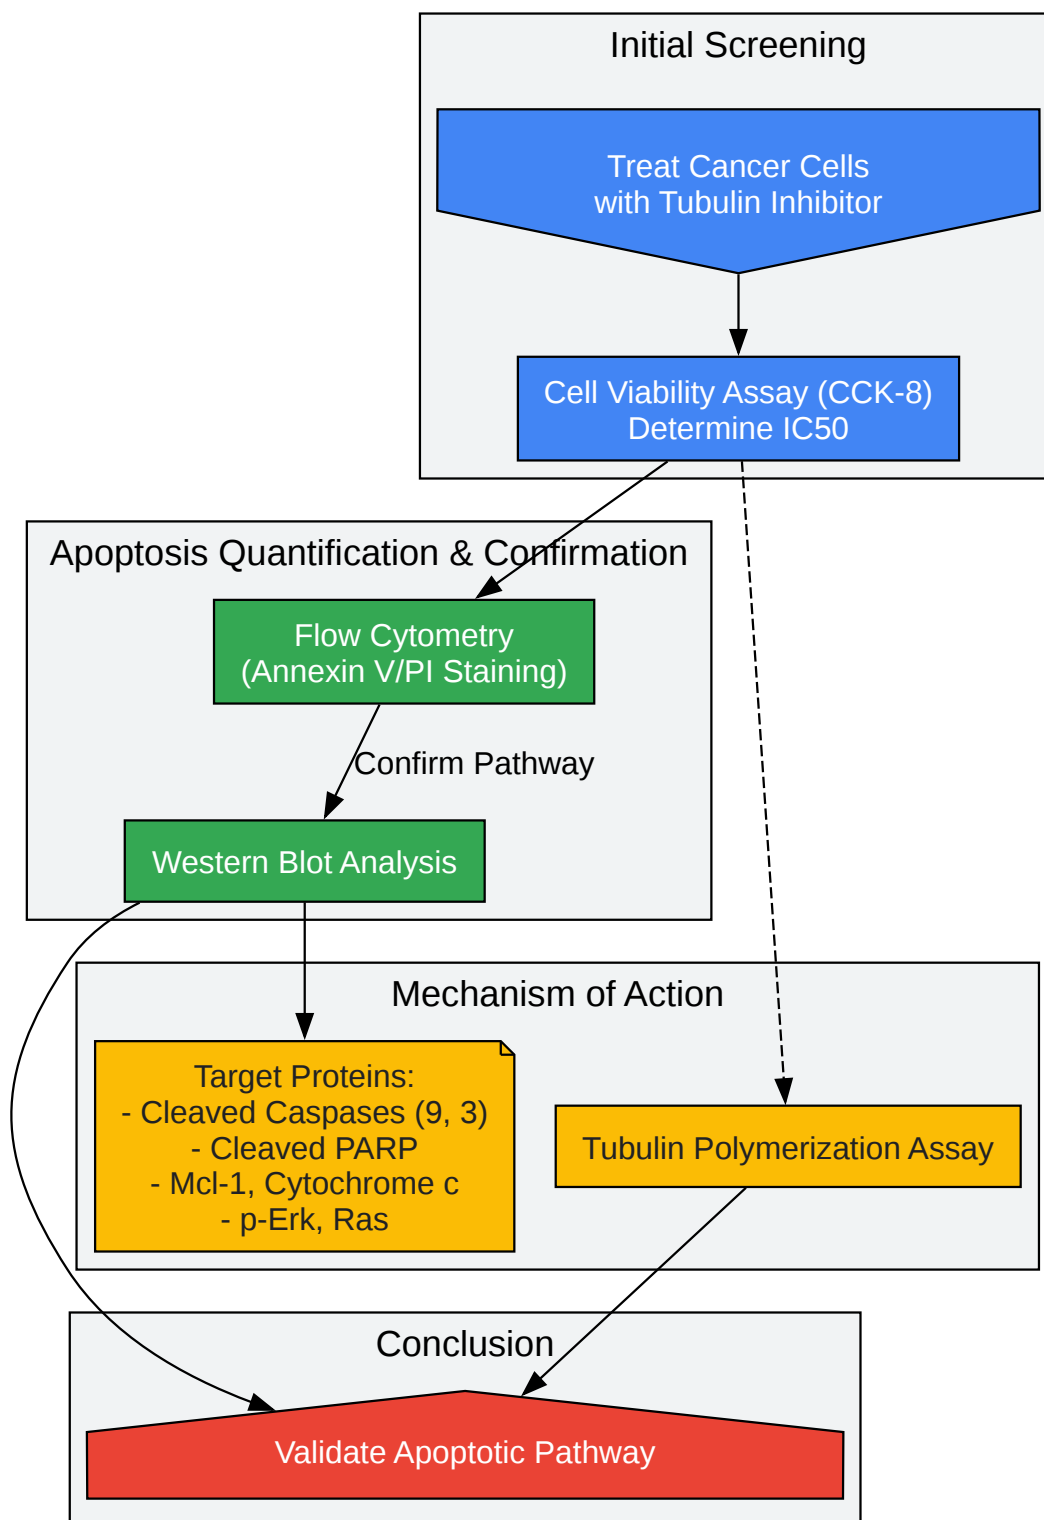 Initial Screening
Treat Cancer Cells
with Tubulin Inhibitor
Cell Viability Assay (CCK-8)
Determine IC50
Apoptosis Quantification & Confirmation
Flow Cytometry
(Annexin V/PI Staining)
Confirm Pathway
Western Blot Analysis
Mechanism of Action
Target Proteins:
- Cleaved Caspases (9, 3)
- Cleaved PARP
- Mcl-1, Cytochrome c
- p-Erk, Ras
Tubulin Polymerization Assay
Conclusion
Validate Apoptotic Pathway